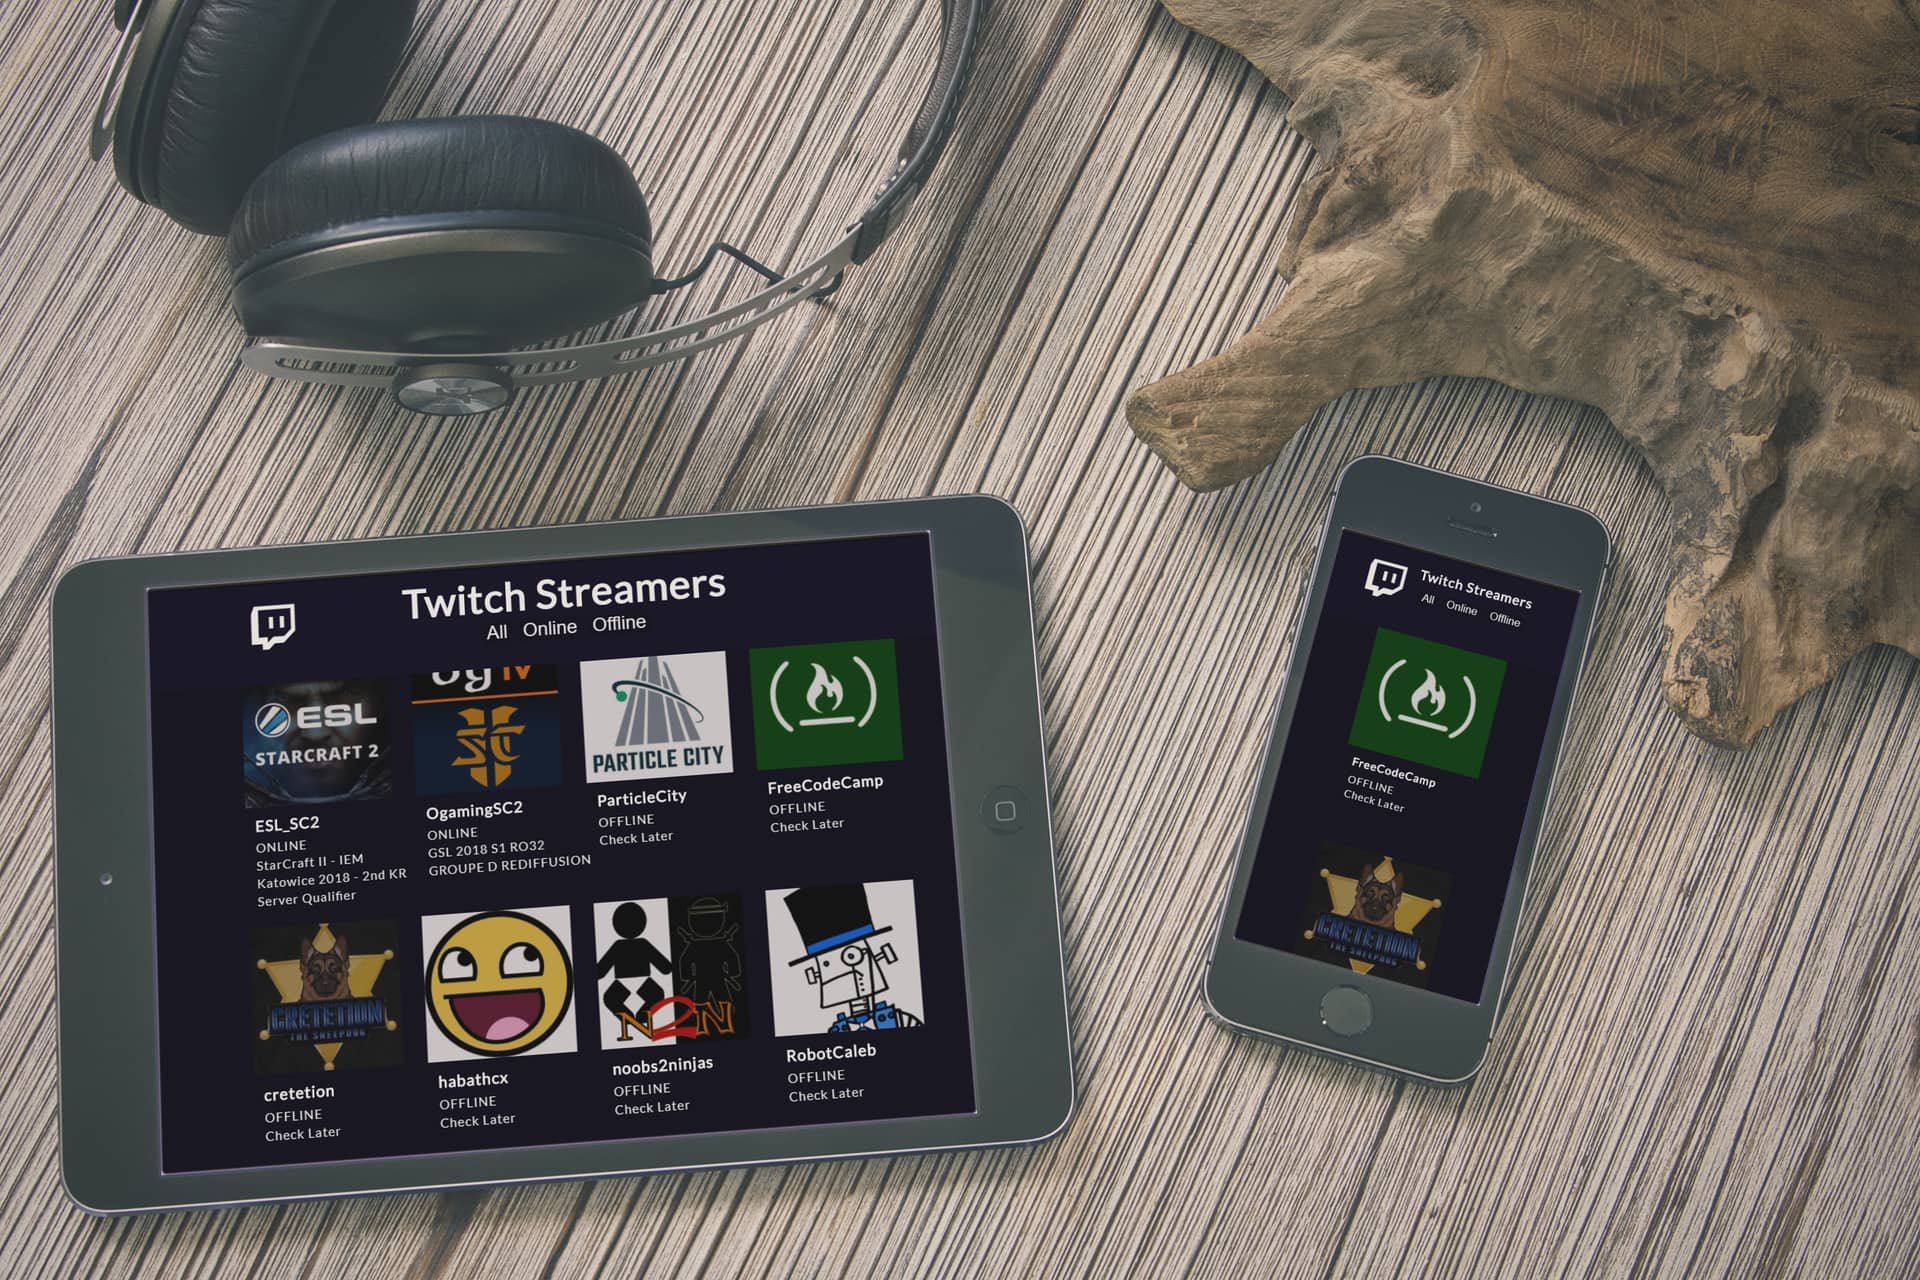 Twitch Streamers
All Online Offline
ESL
STARCRAFT 2
ESL_SC2
ONLINE
StarCraft II - IEM
Katowice 2018 - 2nd KR
Server Qualifier
OgamingSC2
ONLINE
GSL 2018 S1 RO32
GROUPE D REDIFFUSION
PARTICLE CITY
ParticleCity
OFFLINE
Check Later
FreeCodeCamp
OFFLINE
Check Later
CRETETION
THE SHEEPDOG
cretetion
OFFLINE
Check Later
habathcx
OFFLINE
Check Later
N2N
noobs2ninjas
OFFLINE
Check Later
RobotCaleb
OFFLINE
Check Later
Twitch Streamers
All Online Offline
FreeCodeCamp
OFFLINE
Check Later
CRETETION
THE SHEEPDOG